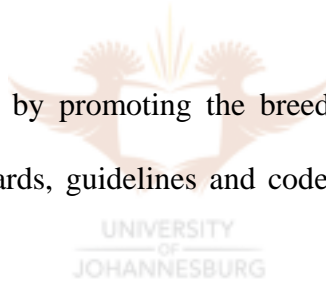 by promoting the breed
ards, guidelines and code
UNIVERSITY
OF
JOHANNESBURG